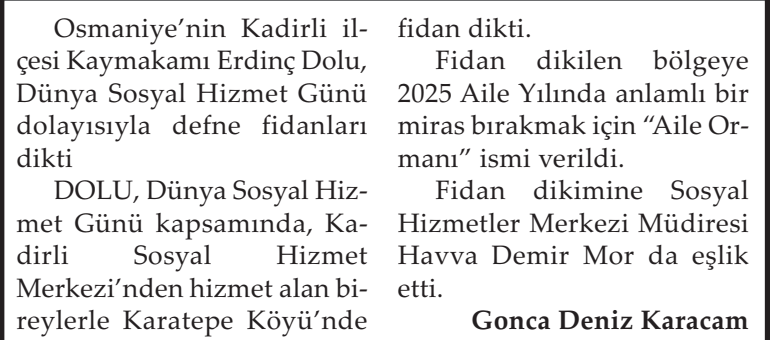 Osmaniye’nin Kadirli il-
çesi Kaymakamı Erdinç Dolu,
Dünya Sosyal Hizmet Günü
dolayısıyla defne fidanları
dikti
DOLU, Dünya Sosyal Hiz-
met Günü kapsamında, Ka-
dirli Sosyal Hizmet
Merkezi’nden hizmet alan bi-
reylerle Karatepe Köyü’nde
fidan dikti.
Fidan dikilen bölgeye
2025 Aile Yılında anlamlı bir
miras bırakmak için “Aile Or-
manı” ismi verildi.
Fidan dikimine Sosyal
Hizmetler Merkezi Müdiresi
Havva Demir Mor da eşlik
etti.
Gonca Deniz Karacam